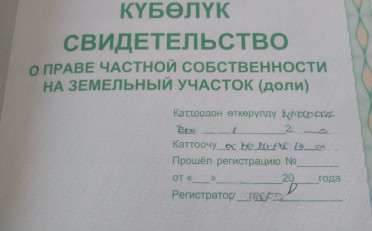 КҮБӨЛҮК
СВИДЕТЕЛЬСТВО
О ПРАВЕ ЧАСТНОЙ СОБСТВЕННОСТИ
НА ЗЕМЕЛЬНЫЙ УЧАСТОК (доли)
Каттоодон өткөрүлдү
Каттоочу
Прошёл регистрацию №
от «___» 20 года
Регистратор